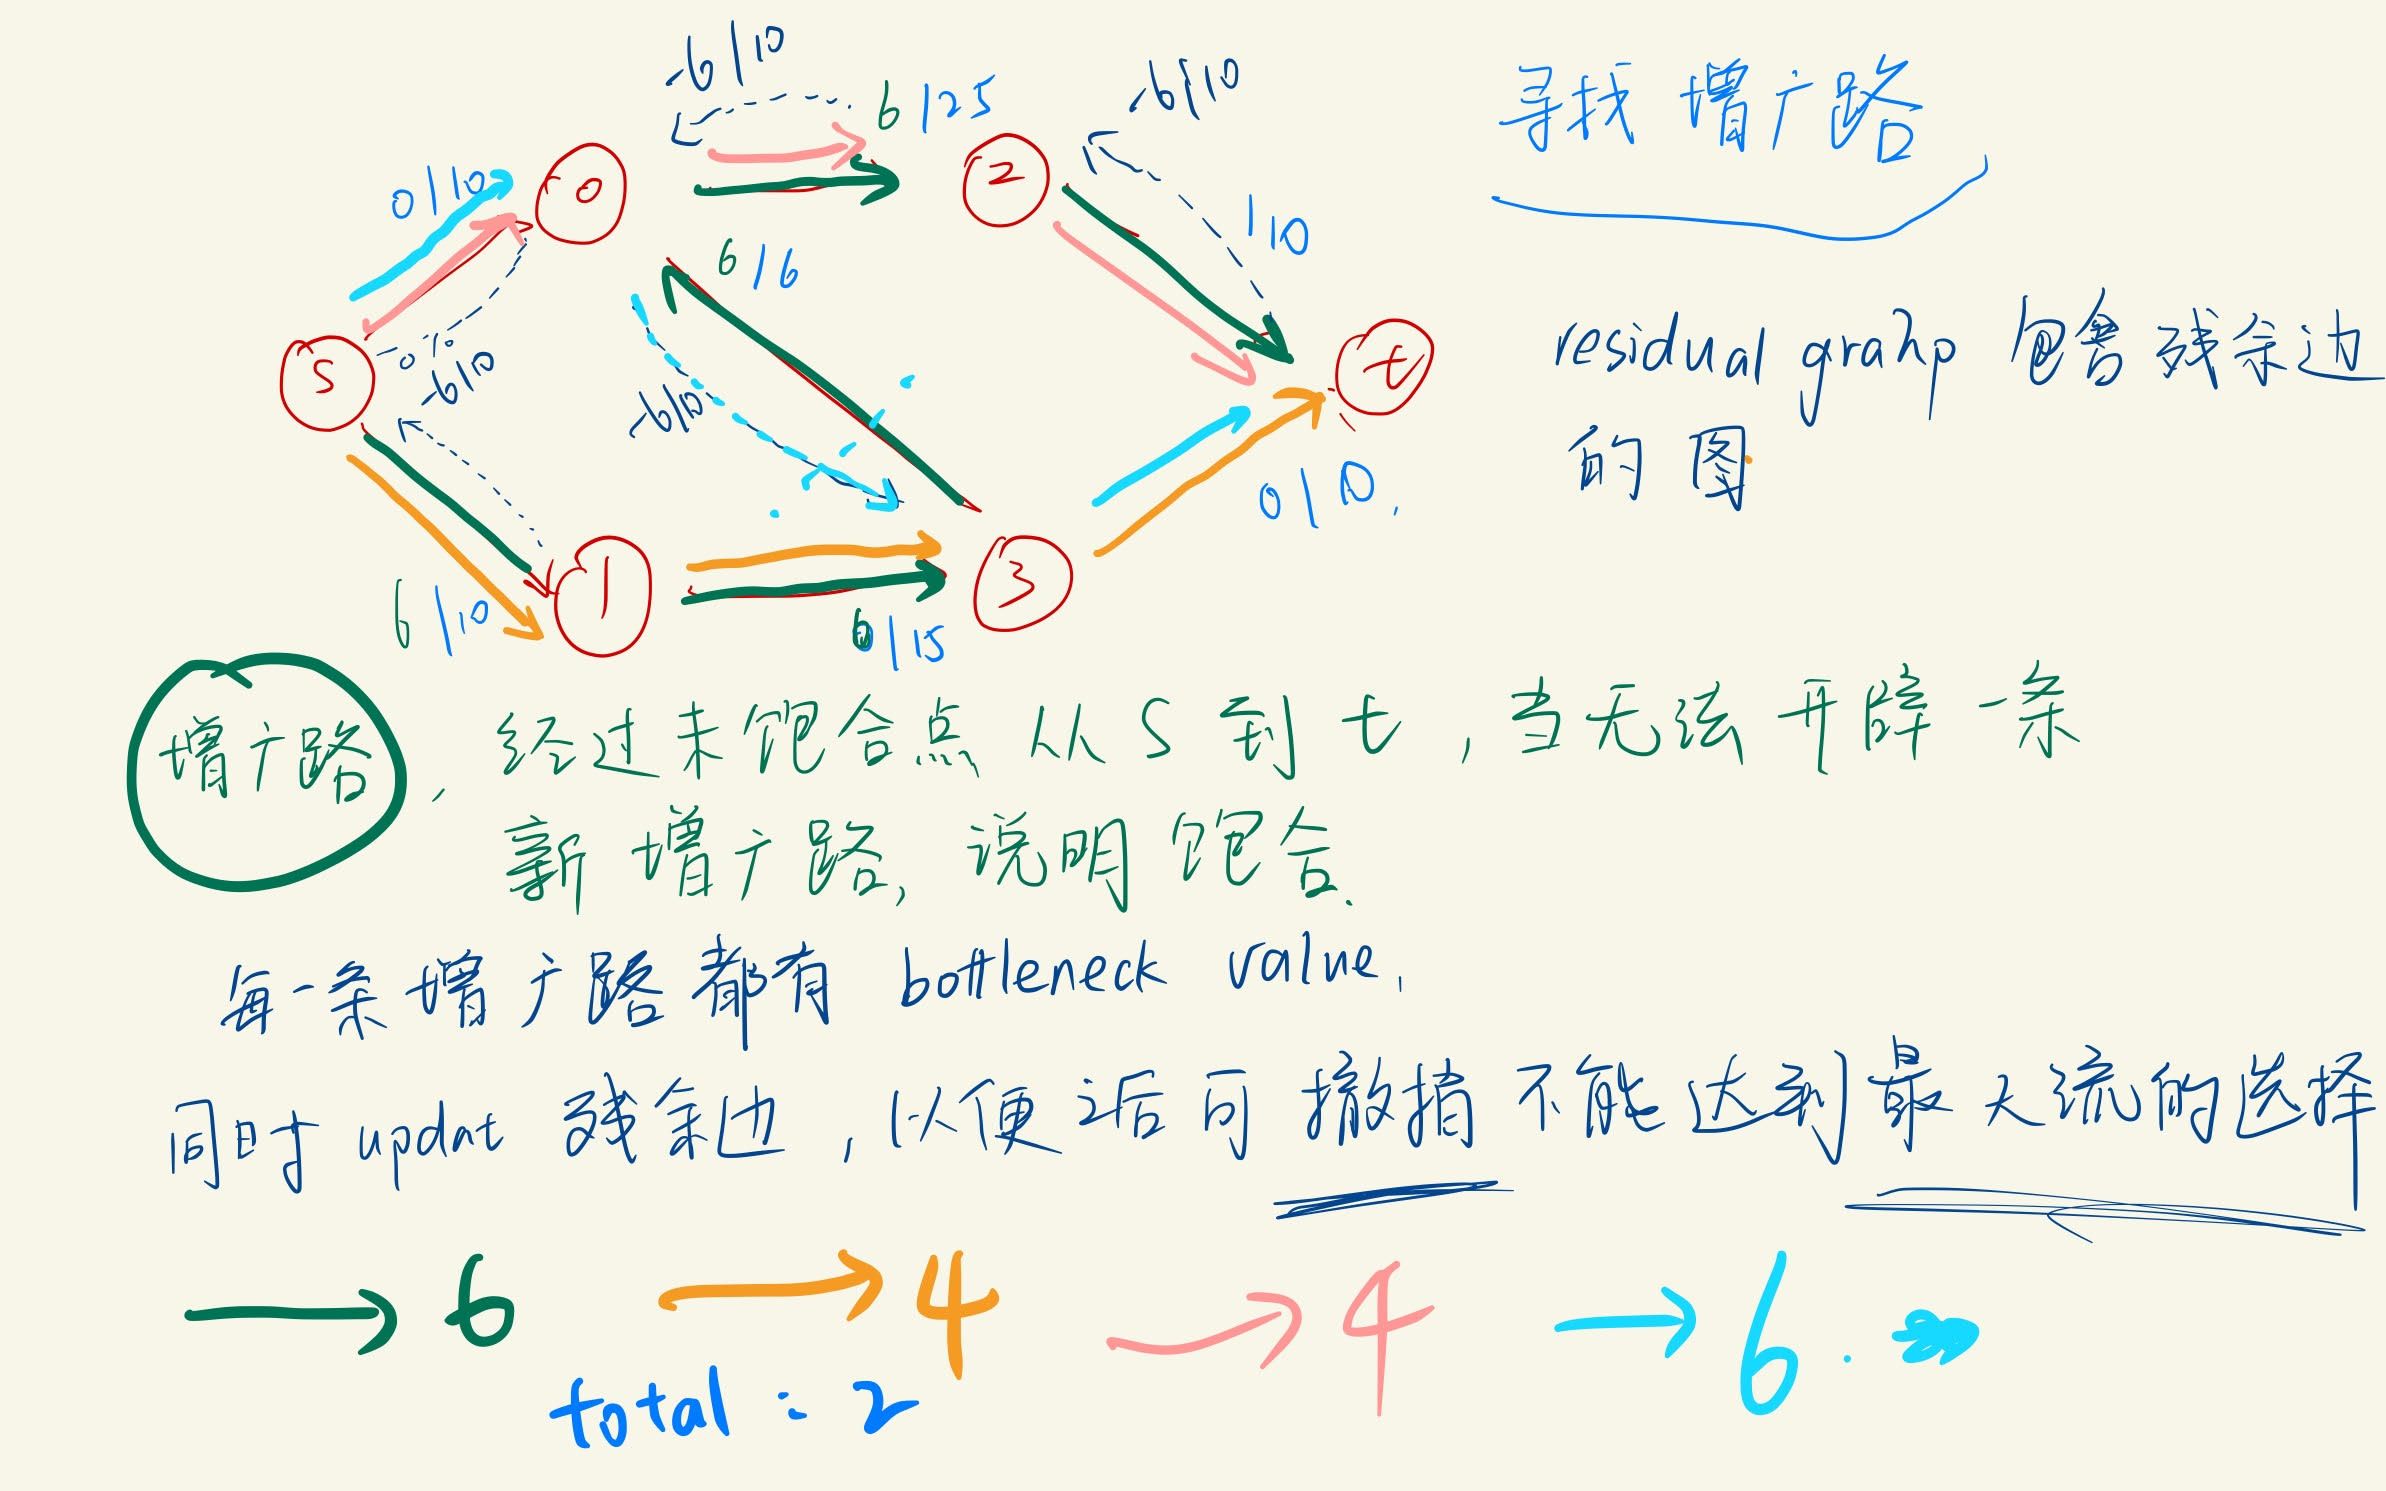 -6/10
6/25
-6/10
寻找 增广路
0/10
0
2
6/6
1/10
S
0/0
-6/10
-6/10
t
residual grahp 包含残余边
的图.
0/10.
6/10
1
3
6/15
增广路, 经过未饱合点从 S 到 t, 当无法开辟一条
新增广路, 说明饱合.
每一条增广路都有 bottleneck value.
同时 updat 残余边, 以便之后可撤捎不能达到最大流的选择
6 4 4 6.
total : 2